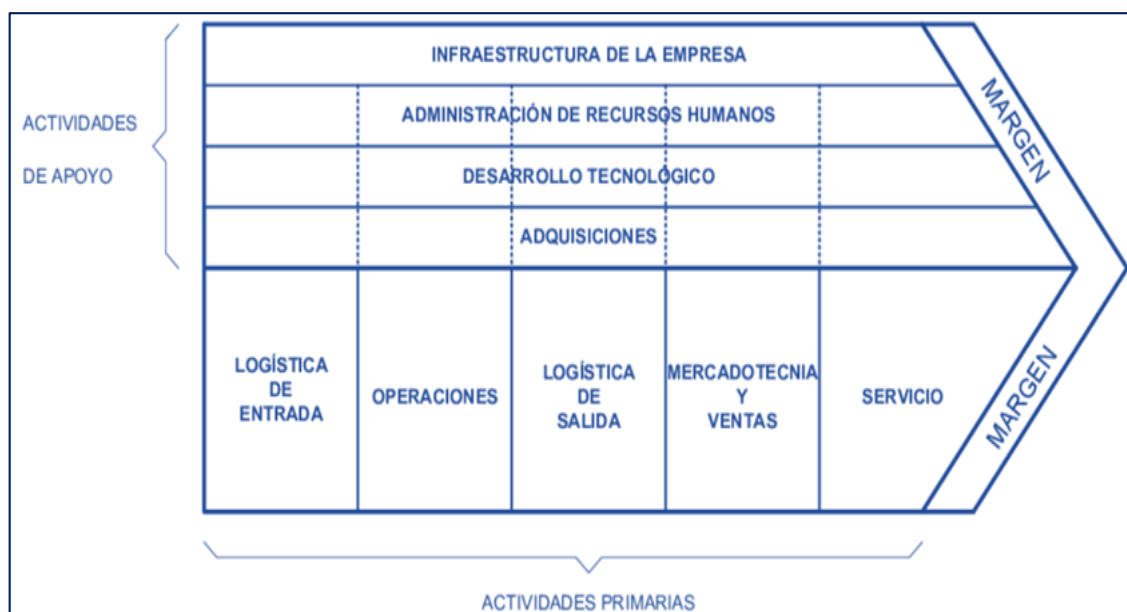 INFRAESTRUCTURA DE LA EMPRESA
ADMINISTRACIÓN DE RECURSOS HUMANOS
DESARROLLO TECNOLÓGICO
ADQUISICIONES
ACTIVIDADES
DE APOYO
MARGEN
LOGÍSTICA
DE
ENTRADA
OPERACIONES
LOGÍSTICA
DE
SALIDA
MERCADOTECNIA
Y
VENTAS
SERVICIO
MARGEN
ACTIVIDADES PRIMARIAS